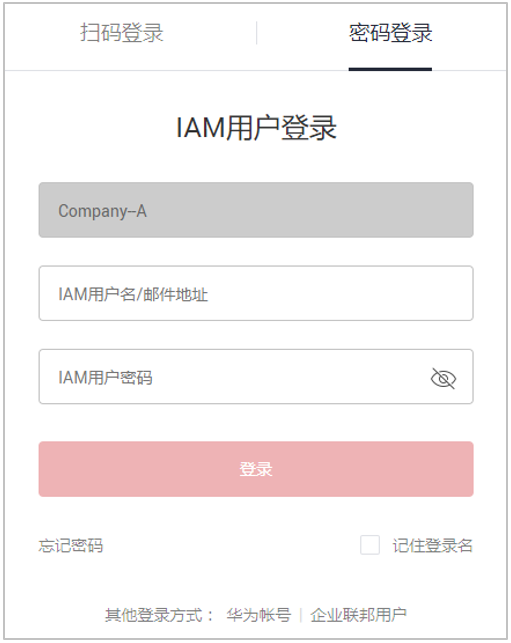 扫码登录 | 密码登录
IAM用户登录
Company–A
IAM用户名/邮件地址
IAM用户密码
登录
忘记密码 记住登录名
其他登录方式： 华为帐号 | 企业联邦用户